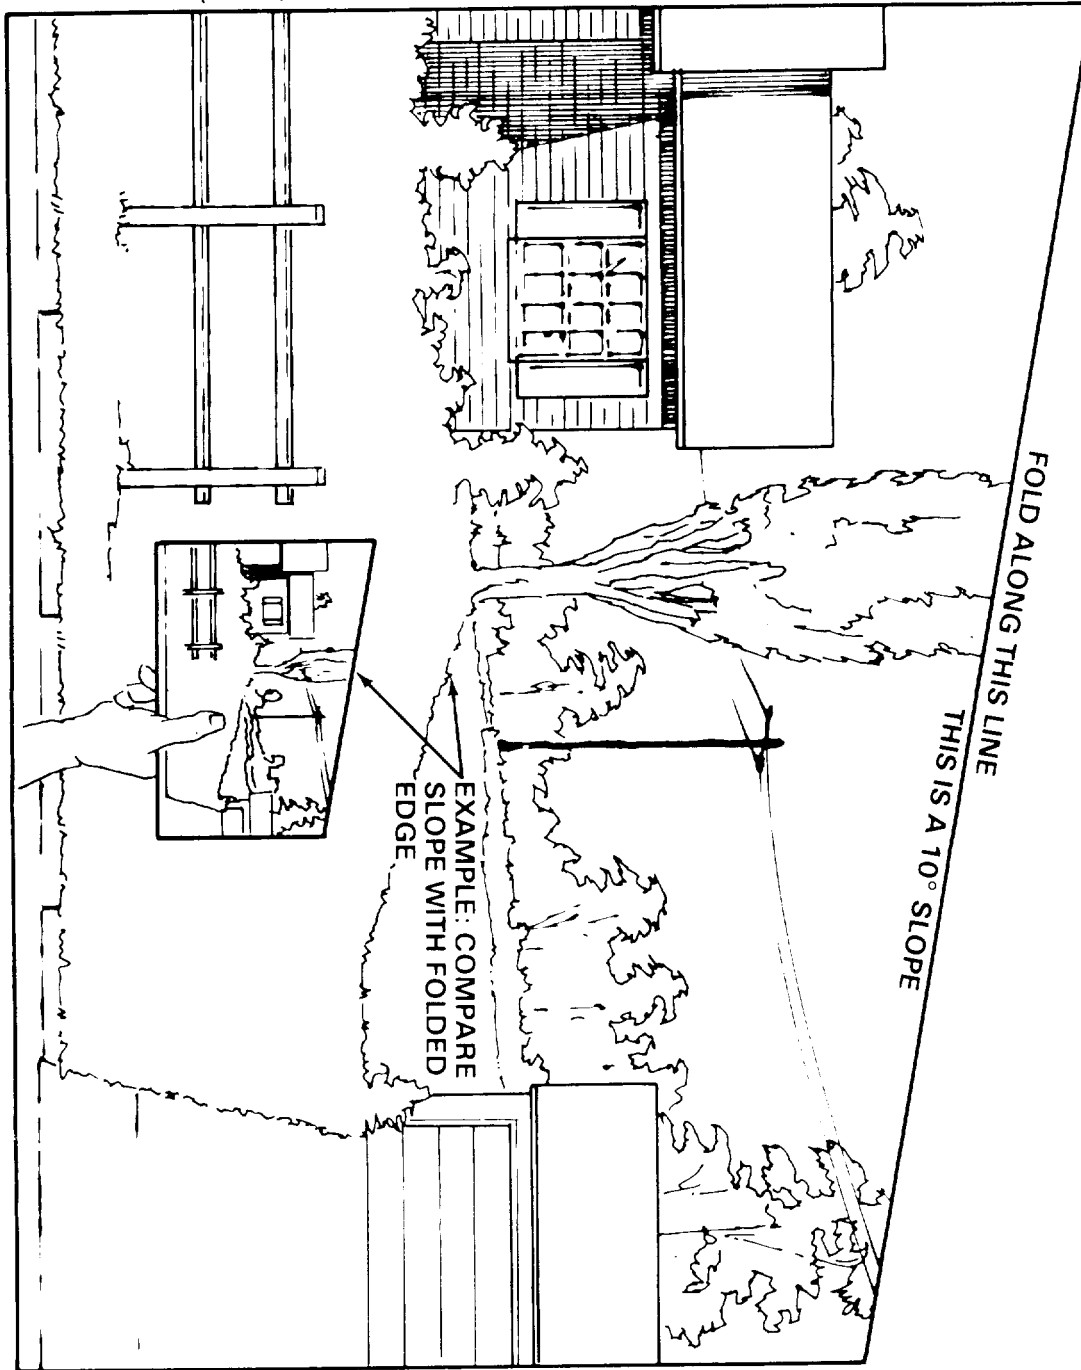 FOLD ALONG THIS LINE
THIS IS A 10° SLOPE
EXAMPLE: COMPARE
SLOPE WITH FOLDED
EDGE